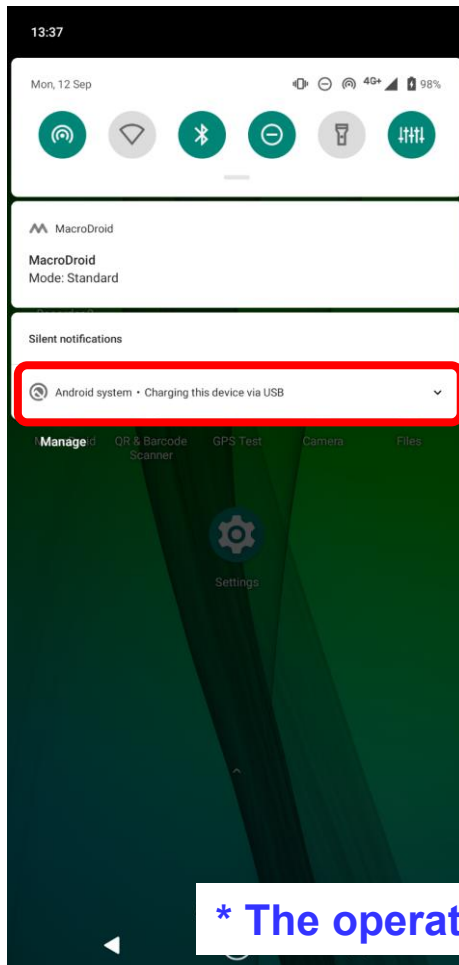 13:37
Mon, 12 Sep
4G+
98%
MacroDroid
MacroDroid
Mode: Standard
Silent notifications
Android system • Charging this device via USB
Manage
QR & Barcode
Scanner
GPS Test
Camera
Files
Settings
* The operat